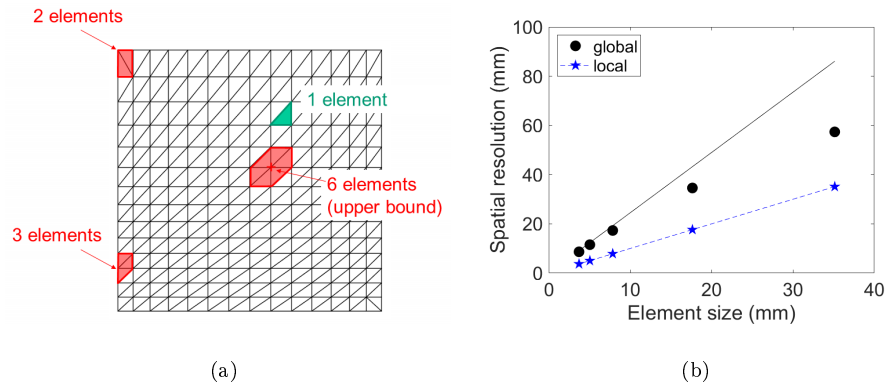 2 elements
1 element
6 elements
(upper bound)
3 elements
(a)
100
80
60
40
20
0
Spatial resolution (mm)
global
local
0
10
20
30
40
Element size (mm)
(b)